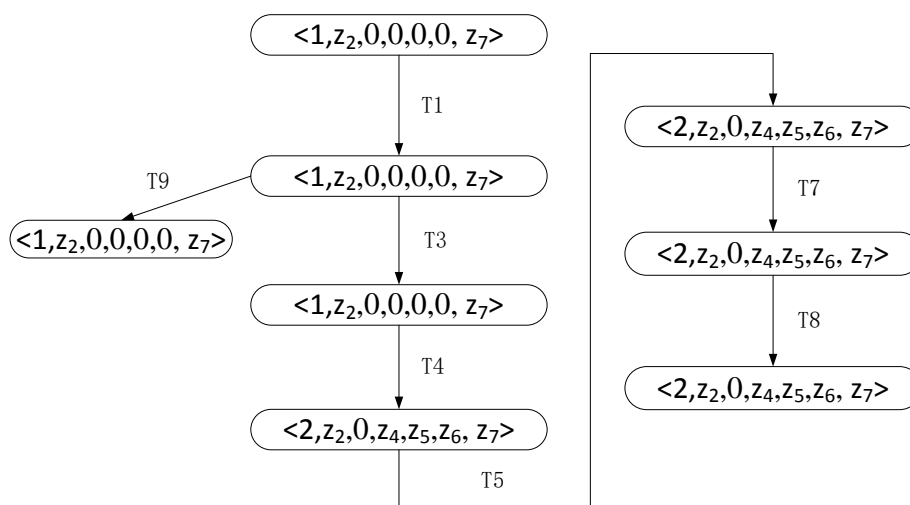 <1,z₂,0,0,0,0, z₇>
T1
<1,z₂,0,0,0,0, z₇>
T9
<1,z₂,0,0,0,0, z₇>
T3
<1,z₂,0,0,0,0, z₇>
T4
<2,z₂,0,z₄,z₅,z₆, z₇>
T5
<2,z₂,0,z₄,z₅,z₆, z₇>
T7
<2,z₂,0,z₄,z₅,z₆, z₇>
T8
<2,z₂,0,z₄,z₅,z₆, z₇>